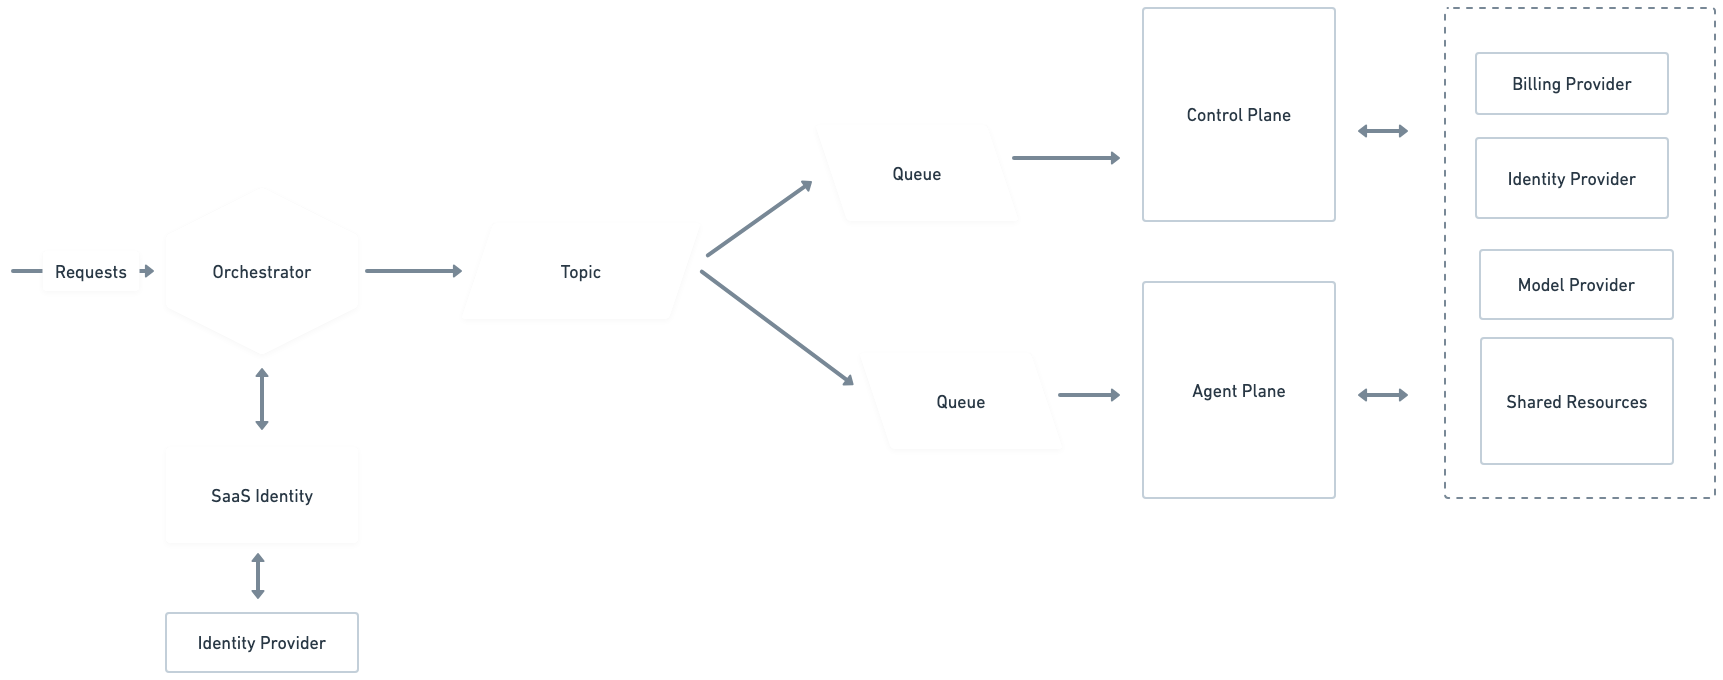 Requests
Orchestrator
SaaS Identity
Identity Provider
Topic
Queue
Queue
Control Plane
Agent Plane
Billing Provider
Identity Provider
Model Provider
Shared Resources